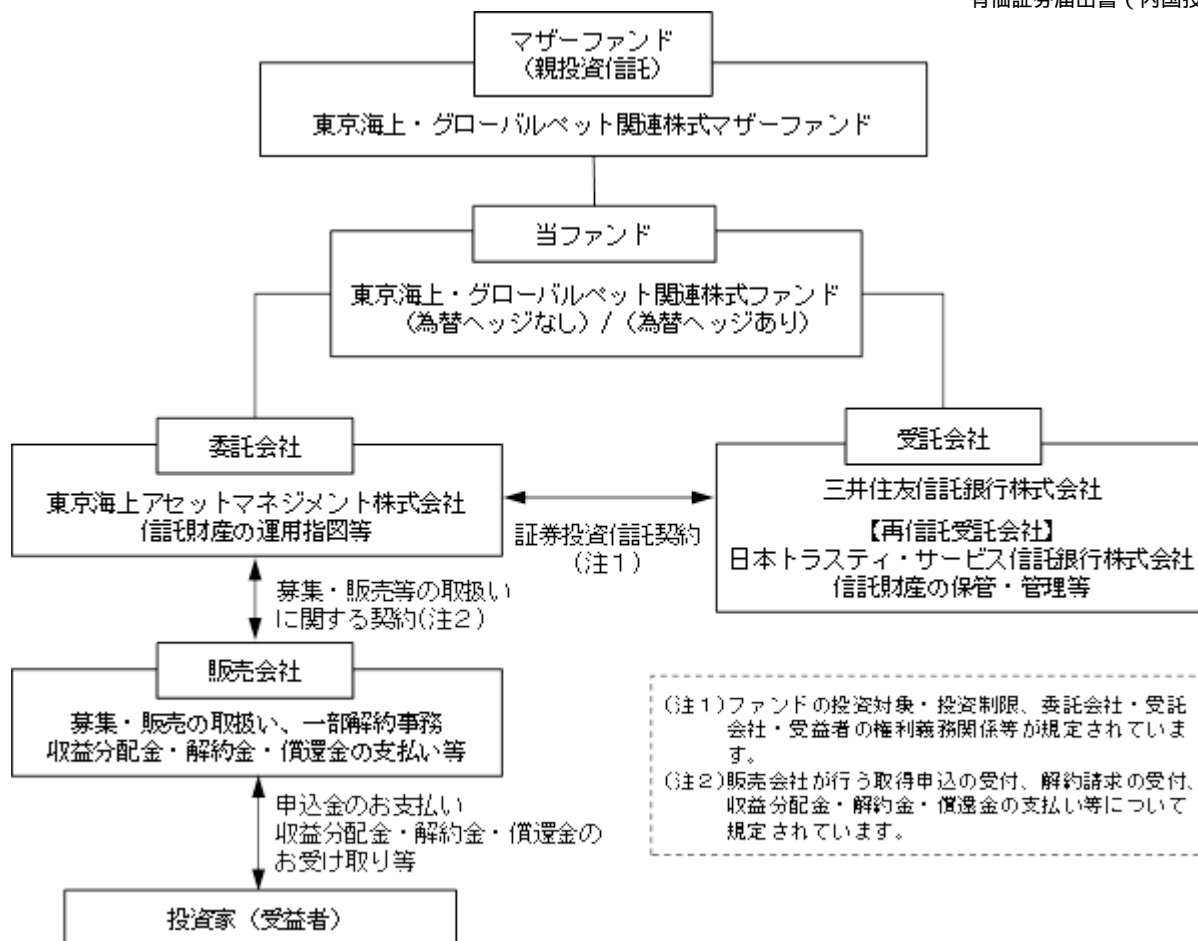 有価証券届出書（内国投
マザーファンド
（親投資信託）
東京海上・グローバルペット関連株式マザーファンド
当ファンド
東京海上・グローバルペット関連株式ファンド
（為替ヘッジなし）/（為替ヘッジあり）
委託会社
東京海上アセットマネジメント株式会社
信託財産の運用指図等
証券投資信託契約
（注１）
受託会社
三井住友信託銀行株式会社
【再信託受託会社】
日本トラスティ・サービス信託銀行株式会社
信託財産の保管・管理等
募集・販売等の取扱い
に関する契約(注２)
販売会社
募集・販売の取扱い、一部解約事務
収益分配金・解約金・償還金の支払い等
(注１)ファンドの投資対象・投資制限、委託会社・受託
会社・受益者の権利義務関係等が規定されていま
す。
(注２)販売会社が行う取得申込の受付、解約請求の受付、
収益分配金・解約金・償還金の支払い等について
規定されています。
申込金のお支払い
収益分配金・解約金・償還金の
お受け取り等
投資家（受益者）